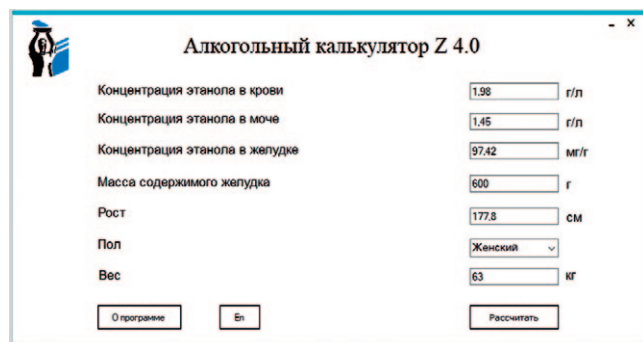 Алкогольный калькулятор Z 4.0
Концентрация этанола в крови 1.98 г/л
Концентрация этанола в моче 1.45 г/л
Концентрация этанола в желудке 97.42 мг/г
Масса содержимого желудка 600 г
Рост 177.8 см
Пол Женский
Вес 63 кг
О программе En Рассчитать